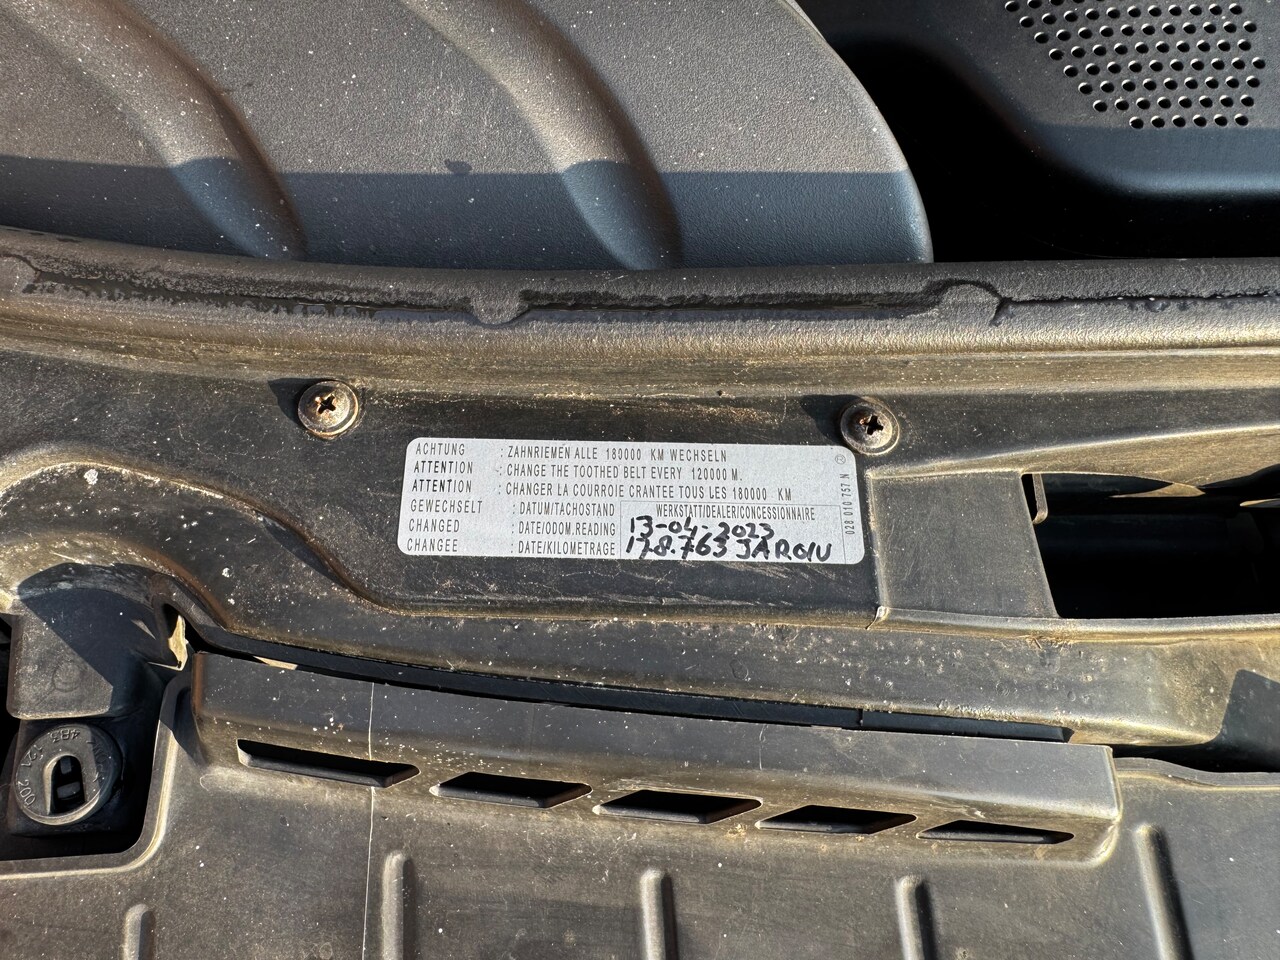 ACHTUNG : ZAHNRIEMEN ALLE 180000 KM WECHSELN
ATTENTION : CHANGE THE TOOTHED BELT EVERY 120000 M.
ATTENTION : CHANGER LA COURROIE CRANTEE TOUS LES 180000 KM
GEWECHSELT : DATUM/TACHOSTAND WERKSTATT/DEALER/CONCESSIONNAIRE
CHANGED : DATE/ODOM.READING 13-04-2023
CHANGEE : DATE/KILOMETRAGE 178.763
028 010 757 N
4B3
200